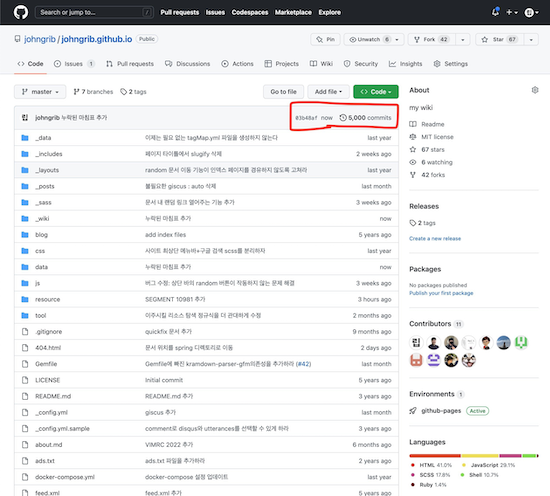 Search or jump to...
/
Pull requests Issues Codespaces Marketplace Explore
johngrib / johngrib.github.io Public
Pin Unwatch 6 Fork 42 Star 67
Code Issues 1 Pull requests Discussions Actions Projects Wiki Security Insights Settings
master 7 branches 2 tags Go to file Add file Code
johngrib 누락된 마침표 추가 03b48af now 5,000 commits
_data 이제는 필요 없는 tagMap.yml 파일을 생성하지 않는다 last year
_includes 페이지 타이틀에서 slugify 삭제 2 weeks ago
_layouts random 문서 이동 기능이 인덱스 페이지를 경유하지 않도록 고쳐라 last year
_posts 불필요한 giscus : auto 삭제 last month
_sass 문서 내 랜덤 링크 열어주는 기능 추가 2 weeks ago
_wiki 누락된 마침표 추가 now
blog add index files 5 years ago
css 사이트 최상단 메뉴바+구글 검색 scss를 분리하자 last year
data 누락된 마침표 추가 now
js 버그 수정: 상단 바의 random 버튼이 작동하지 않는 문제 해결 3 weeks ago
resource SEGMENT 10981 추가 3 hours ago
tool 이주시킬 리소스 탐색 정규식을 더 관대하게 수정 2 months ago
.gitignore quickfix 문서 추가 9 months ago
404.html 문서 위치를 spring 디렉토리로 이동 2 days ago
Gemfile Gemfile에 빠진 kramdown-parser-gfm의존성을 추가하라 (#42) last month
LICENSE Initial commit 5 years ago
README.md README.md 추가 3 years ago
_config.yml giscus 추가 last month
_config.yml.sample comment로 disqus와 utterances를 선택할 수 있게 하라 3 years ago
about.md VIMRC 2022 추가 6 months ago
ads.txt ads.txt 파일을 추가하라 2 years ago
docker-compose.yml docker-compose 설정 업데이트 last year
feed.xml feed.xml 추가 5 years ago
About
my wiki
Readme
MIT license
67 stars
6 watching
42 forks
Releases
2 tags
Create a new release
Packages
No packages published
Publish your first package
Contributors 11
Environments 1
github-pages Active
Languages
HTML 41.0% JavaScript 29.1%
SCSS 17.8% Shell 10.7%
Ruby 1.4%